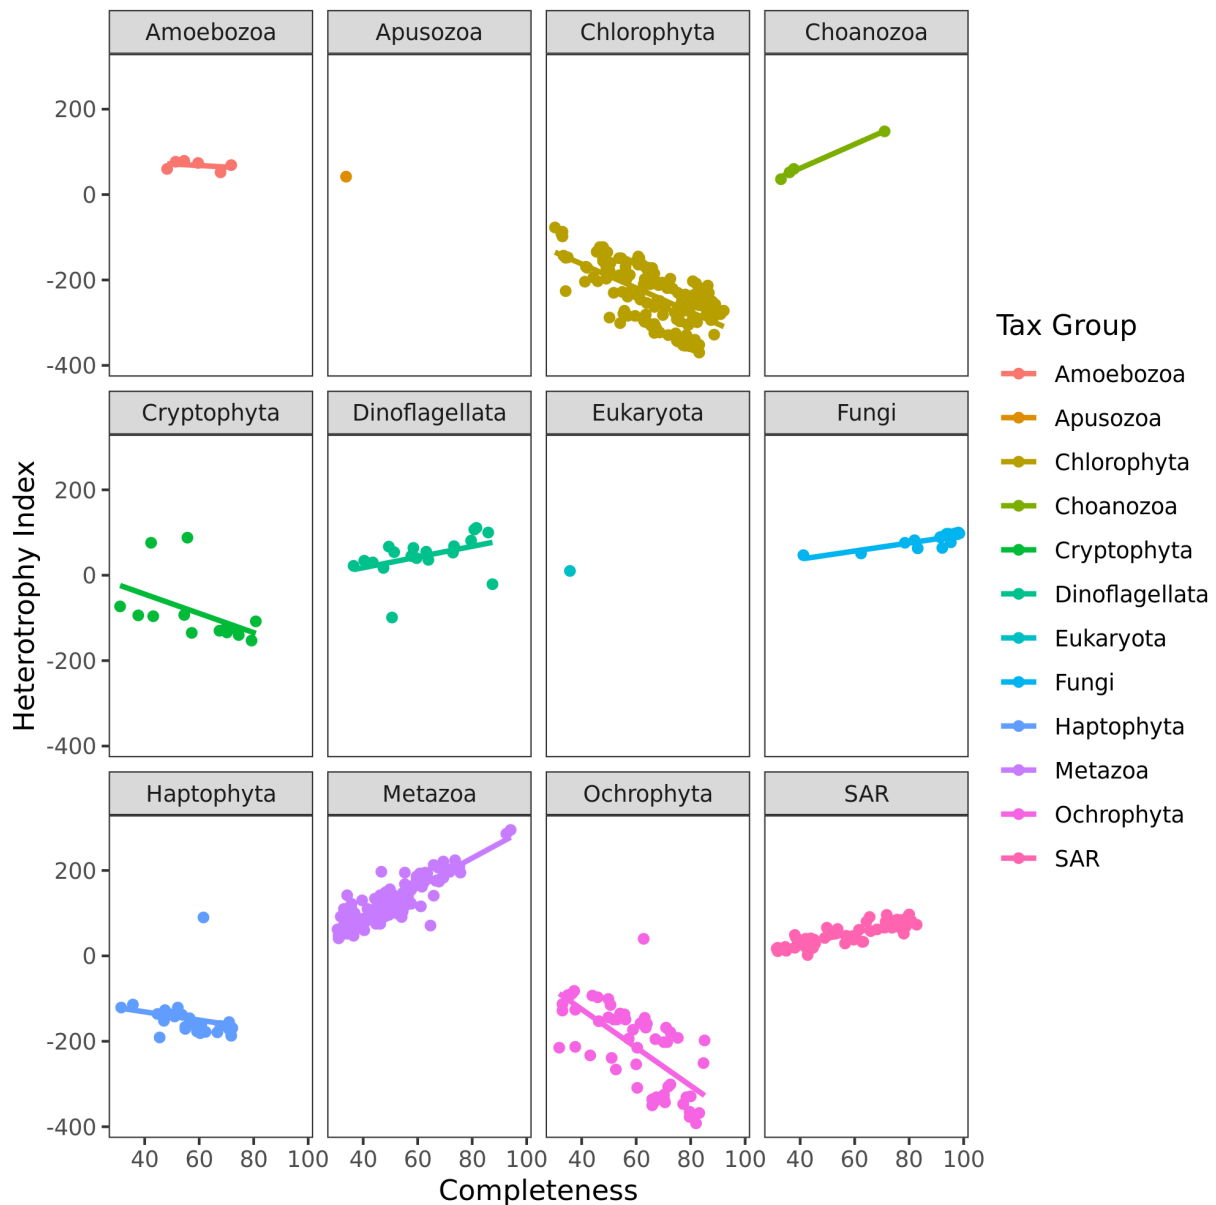 Amoebozoa Apusozoa Chlorophyta Choanozoa
200
0
-200
-400
Cryptophyta Dinoflagellata Eukaryota Fungi
200
0
-200
-400
Haptophyta Metazoa Ochrophyta SAR
200
0
-200
-400
40 60 80 100 40 60 80 100 40 60 80 100 40 60 80 100
Completeness
Heterotrophy Index
Tax Group
Amoebozoa
Apusozoa
Chlorophyta
Choanozoa
Cryptophyta
Dinoflagellata
Eukaryota
Fungi
Haptophyta
Metazoa
Ochrophyta
SAR